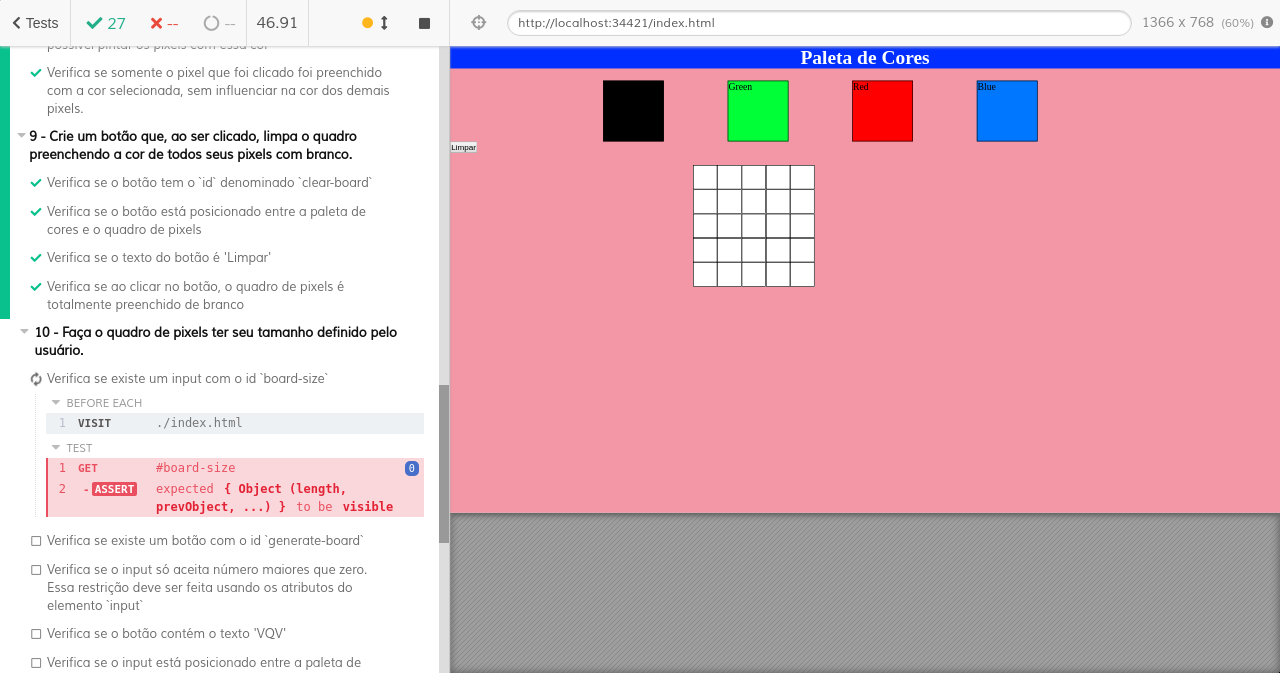 Tests 27 -- -- 46.91
http://localhost:34421/index.html 1366 x 768 (60%)
possível pintar os pixels com essa cor
Verifica se somente o pixel que foi clicado foi preenchido
com a cor selecionada, sem influenciar na cor dos demais
pixels.
9 - Crie um botão que, ao ser clicado, limpa o quadro
preenchendo a cor de todos seus pixels com branco.
Verifica se o botão tem o `id` denominado `clear-board`
Verifica se o botão está posicionado entre a paleta de
cores e o quadro de pixels
Verifica se o texto do botão é 'Limpar'
Verifica se ao clicar no botão, o quadro de pixels é
totalmente preenchido de branco
10 - Faça o quadro de pixels ter seu tamanho definido pelo
usuário.
Verifica se existe um input com o id `board-size`
BEFORE EACH
1 VISIT ./index.html
TEST
1 GET #board-size 0
2 -ASSERT expected { Object (length,
prevObject, ...) } to be visible
Verifica se existe um botão com o id `generate-board`
Verifica se o input só aceita número maiores que zero.
Essa restrição deve ser feita usando os atributos do
elemento `input`
Verifica se o botão contém o texto 'VQV'
Verifica se o input está posicionado entre a paleta de
Paleta de Cores
Green Red Blue
Limpar